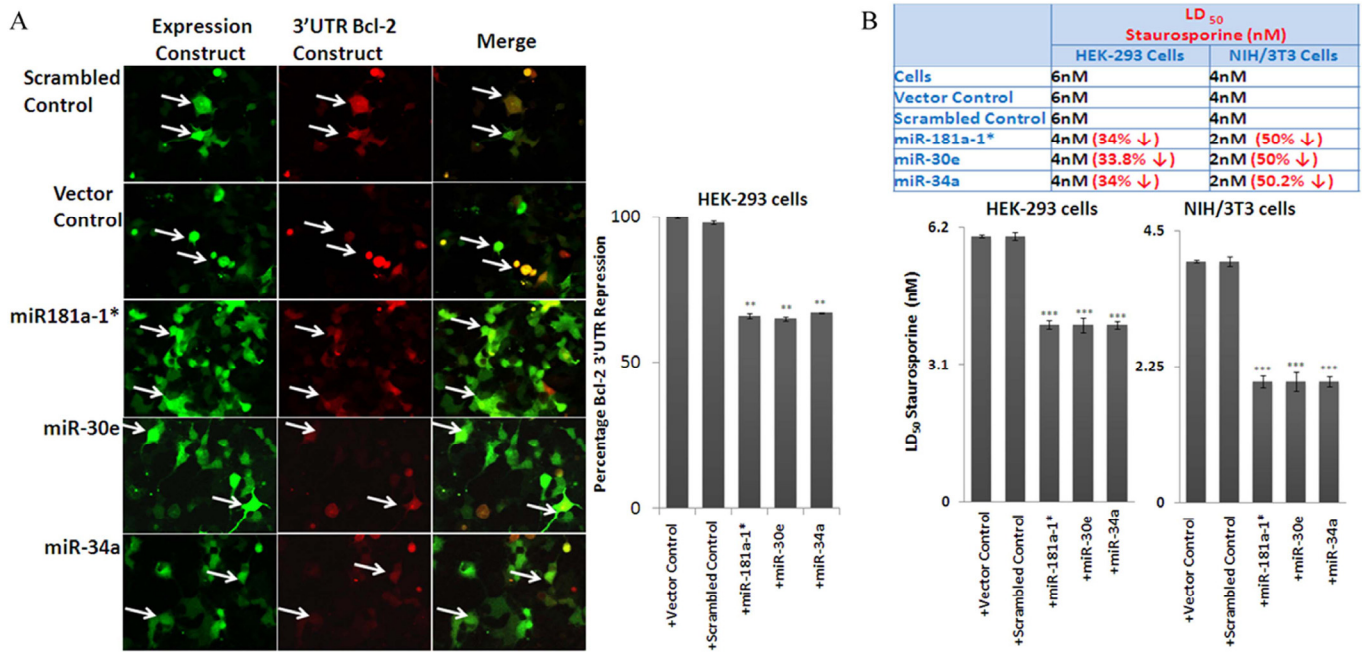 A
Expression Construct
3'UTR Bcl-2 Construct
Merge
Scrambled Control
Vector Control
miR181a-1*
miR-30e
miR-34a
HEK-293 cells
Percentage Bcl-2 3'UTR Repression
100
50
0
** ** **
+Vector Control
+Scrambled Control
+miR-181a-1*
+miR-30e
+miR-34a
B
LD 50
Staurosporine (nM)
HEK-293 Cells NIH/3T3 Cells
Cells 6nM 4nM
Vector Control 6nM 4nM
Scrambled Control 6nM 4nM
miR-181a-1* 4nM (34% ↓) 2nM (50% ↓)
miR-30e 4nM (33.8% ↓) 2nM (50% ↓)
miR-34a 4nM (34% ↓) 2nM (50.2% ↓)
HEK-293 cells
LD50 Staurosporine (nM)
6.2
3.1
0
*** *** ***
+Vector Control
+Scrambled Control
+miR-181a-1*
+miR-30e
+miR-34a
NIH/3T3 cells
4.5
2.25
0
*** *** ***
+Vector Control
+Scrambled Control
+miR-181a-1*
+miR-30e
+miR-34a